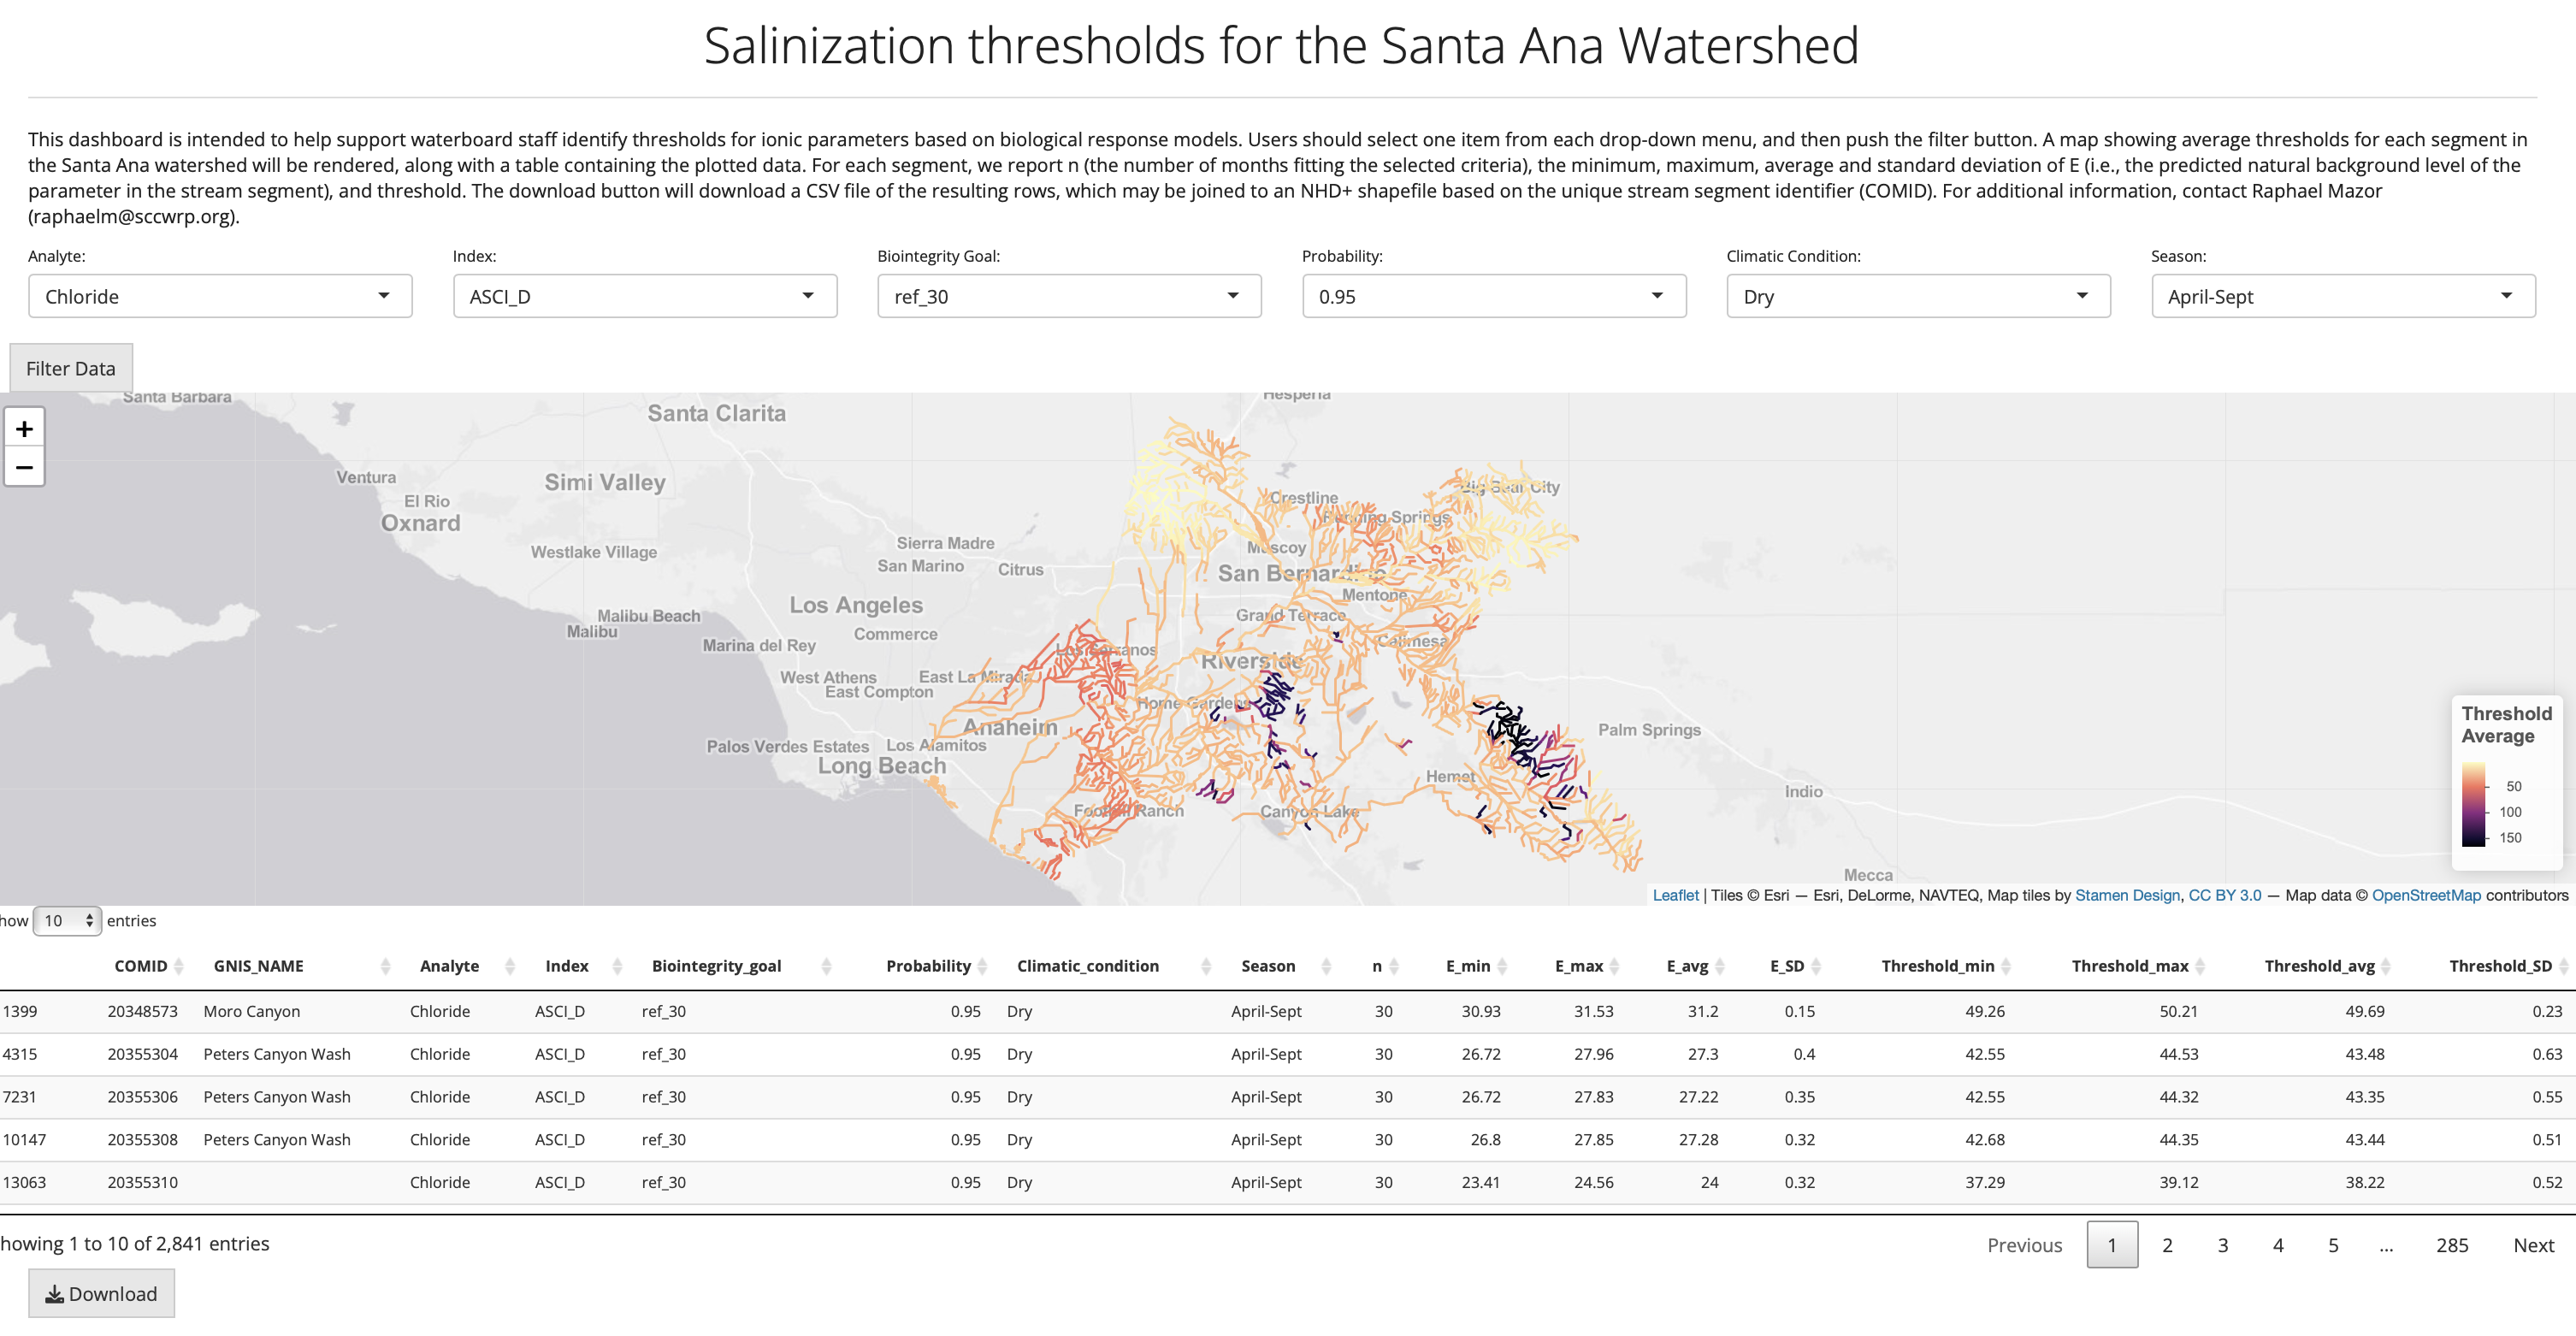 Salinization thresholds for the Santa Ana Watershed
This dashboard is intended to help support waterboard staff identify thresholds for ionic parameters based on biological response models. Users should select one item from each drop-down menu, and then push the filter button. A map showing average thresholds for each segment in
the Santa Ana watershed will be rendered, along with a table containing the plotted data. For each segment, we report n (the number of months fitting the selected criteria), the minimum, maximum, average and standard deviation of E (i.e., the predicted natural background level of the
parameter in the stream segment), and threshold. The download button will download a CSV file of the resulting rows, which may be joined to an NHD+ shapefile based on the unique stream segment identifier (COMID). For additional information, contact Raphael Mazor
(raphaelm@sccwrp.org).
Analyte: Index: Biointegrity Goal: Probability: Climatic Condition: Season:
Chloride ASCI_D ref_30 0.95 Dry April-Sept
Filter Data
+
−
Santa Barbara
Hesperia
Santa Clarita
Ventura
Simi Valley
Big Bear City
El Rio
Crestline
Oxnard
Running Springs
Sierra Madre
Westlake Village
Muscoy
San Marino
Citrus
San Bernardino
Mentone
Los Angeles
Malibu Beach
Grand Terrace
Malibu
Commerce
Calimesa
Marina del Rey
Los Serranos
Riverside
West Athens
East La Mirada
East Compton
Home Gardens
Anaheim
Palm Springs
Palos Verdes Estates
Los Alamitos
Long Beach
Hemet
Indio
Foothill Ranch
Canyon Lake
Mecca
Threshold
Average
50
100
150
Leaflet | Tiles © Esri — Esri, DeLorme, NAVTEQ, Map tiles by Stamen Design, CC BY 3.0 — Map data © OpenStreetMap contributors
how 10 entries
COMID GNIS_NAME Analyte Index Biointegrity_goal Probability Climatic_condition Season n E_min E_max E_avg E_SD Threshold_min Threshold_max Threshold_avg Threshold_SD
1399 20348573 Moro Canyon Chloride ASCI_D ref_30 0.95 Dry April-Sept 30 30.93 31.53 31.2 0.15 49.26 50.21 49.69 0.23
4315 20355304 Peters Canyon Wash Chloride ASCI_D ref_30 0.95 Dry April-Sept 30 26.72 27.96 27.3 0.4 42.55 44.53 43.48 0.63
7231 20355306 Peters Canyon Wash Chloride ASCI_D ref_30 0.95 Dry April-Sept 30 26.72 27.83 27.22 0.35 42.55 44.32 43.35 0.55
10147 20355308 Peters Canyon Wash Chloride ASCI_D ref_30 0.95 Dry April-Sept 30 26.8 27.85 27.28 0.32 42.68 44.35 43.44 0.51
13063 20355310 Chloride ASCI_D ref_30 0.95 Dry April-Sept 30 23.41 24.56 24 0.32 37.29 39.12 38.22 0.52
howing 1 to 10 of 2,841 entries
Previous 1 2 3 4 5 ... 285 Next
Download